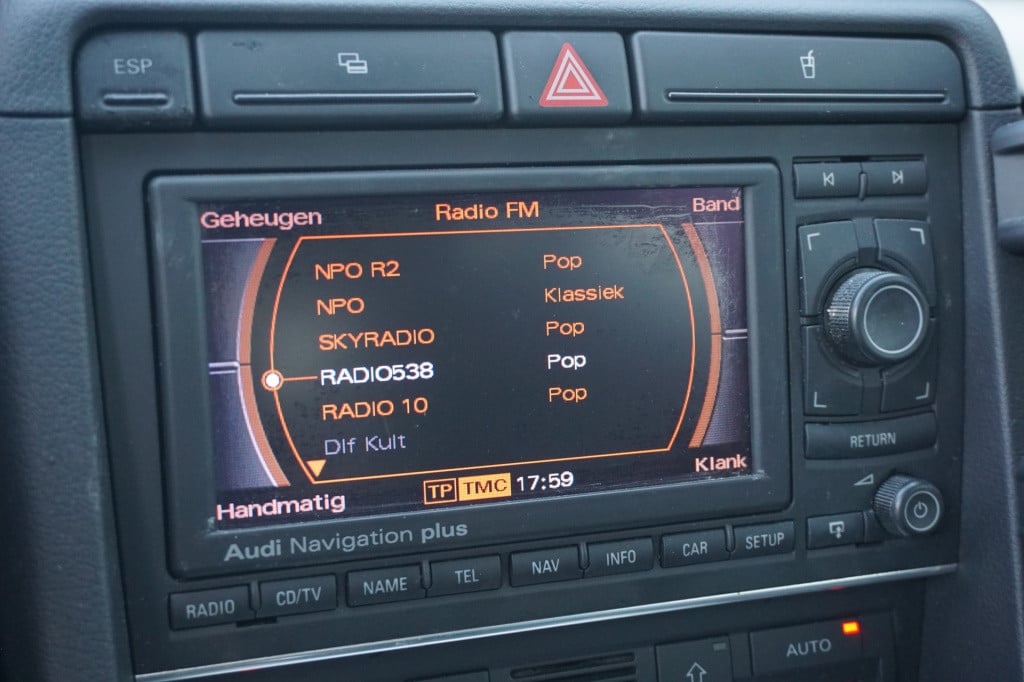 ESP
Geheugen Radio FM Band
NPO R2 Pop
NPO Klassiek
SKYRADIO Pop
RADIO538 Pop
RADIO 10 Pop
Dlf Kult
Handmatig TP TMC 17:59 Klank
RETURN
Audi Navigation plus
RADIO CD/TV NAME TEL NAV INFO CAR SETUP
AUTO